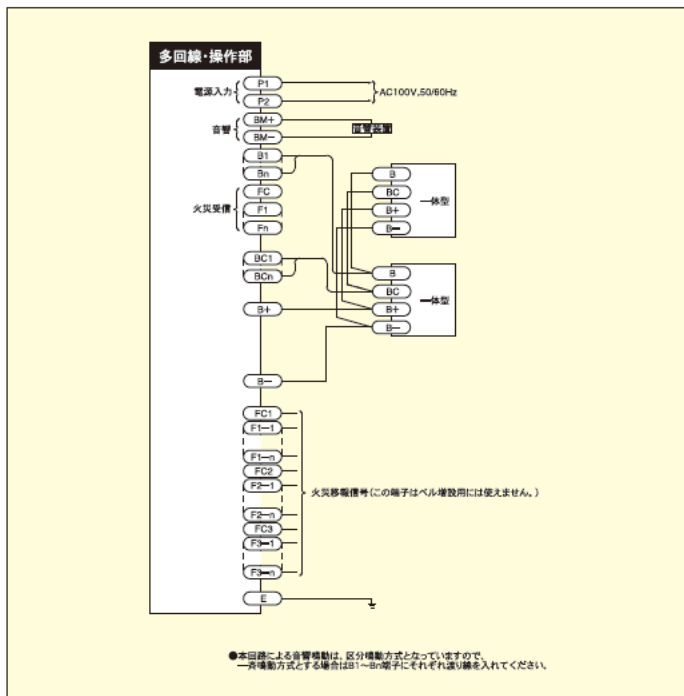 多回線・操作部
電源入力
P1
P2
AC100V,50/60Hz
音響
BM+
BM−
音響装置
B1
Bn
火災受信
FC
F1
Fn
BC1
BCn
B+
B−
B
BC
B+
B−
一体型
B
BC
B+
B−
一体型
FC1
F1−1
F1−n
FC2
F2−1
F2−n
FC3
F3−1
F3−n
火災移報信号(この端子はベル増設用には使えません。)
E
●本回路による音響鳴動は、区分鳴動方式となっていますので、
一斉鳴動方式とする場合はB1〜Bn端子にそれぞれ渡り線を入れてください。